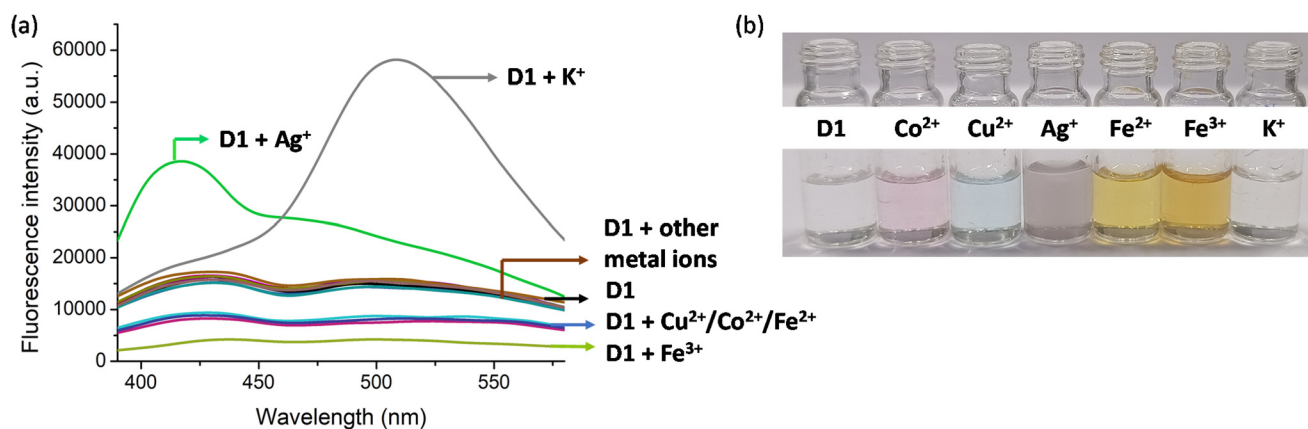 (a)
60000
50000
40000
30000
20000
10000
0
Fluorescence intensity (a.u.)
400
450
500
550
Wavelength (nm)
D1 + K⁺
D1 + Ag⁺
D1 + other
metal ions
D1
D1 + Cu²⁺/Co²⁺/Fe²⁺
D1 + Fe³⁺
(b)
D1 Co²⁺ Cu²⁺ Ag⁺ Fe²⁺ Fe³⁺ K⁺